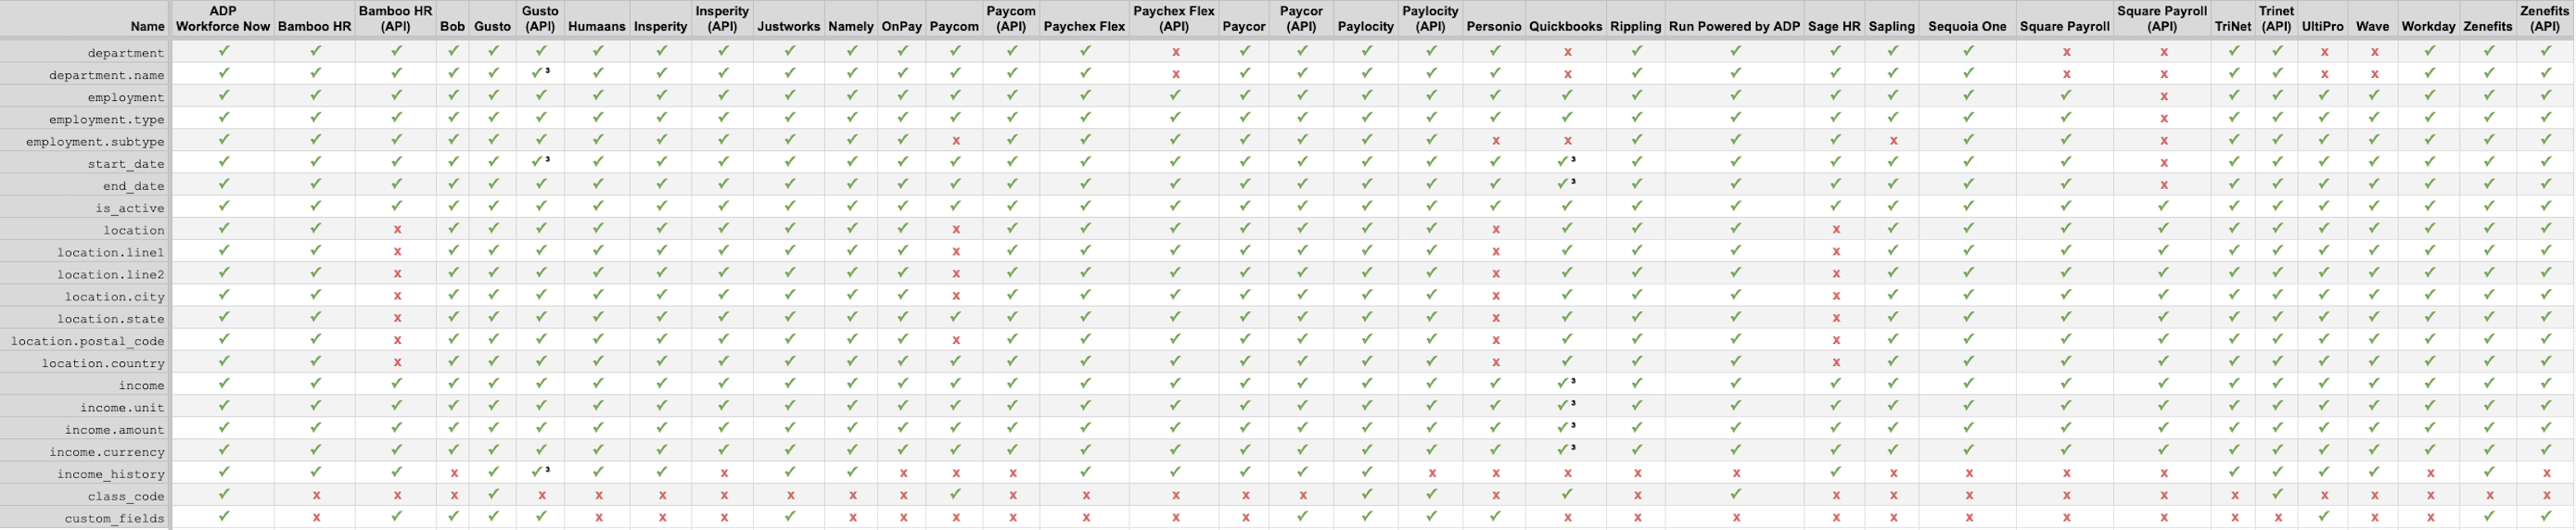 ADP Bamboo HR Gusto Insperity Paycom Paychex Flex Paycor Paylocity Square Payroll Trinet Zenefits
Name Workforce Now Bamboo HR (API) Bob Gusto (API) Humaans Insperity (API) Justworks Namely OnPay Paycom (API) Paychex Flex (API) Paycor (API) Paylocity (API) Personio Quickbooks Rippling Run Powered by ADP Sage HR Sapling Sequoia One Square Payroll (API) TriNet (API) UltiPro Wave Workday Zenefits (API)
department ✓ ✓ ✓ ✓ ✓ ✓ ✓ ✓ ✓ ✓ ✓ ✓ ✓ ✓ ✓ x ✓ ✓ ✓ ✓ ✓ x ✓ ✓ ✓ ✓ ✓ x x ✓ ✓ x x ✓ ✓ ✓
department.name ✓ ✓ ✓ ✓ ✓ ✓³ ✓ ✓ ✓ ✓ ✓ ✓ ✓ ✓ ✓ x ✓ ✓ ✓ ✓ ✓ x ✓ ✓ ✓ ✓ ✓ x x ✓ ✓ x x ✓ ✓ ✓
employment ✓ ✓ ✓ ✓ ✓ ✓ ✓ ✓ ✓ ✓ ✓ ✓ ✓ ✓ ✓ ✓ ✓ ✓ ✓ ✓ ✓ ✓ ✓ ✓ ✓ ✓ ✓ ✓ x ✓ ✓ ✓ ✓ ✓ ✓ ✓
employment.type ✓ ✓ ✓ ✓ ✓ ✓ ✓ ✓ ✓ ✓ ✓ ✓ ✓ ✓ ✓ ✓ ✓ ✓ ✓ ✓ ✓ ✓ ✓ ✓ ✓ ✓ ✓ ✓ x ✓ ✓ ✓ ✓ ✓ ✓ ✓
employment.subtype ✓ ✓ ✓ ✓ ✓ ✓ ✓ ✓ ✓ ✓ ✓ ✓ x ✓ ✓ ✓ ✓ ✓ ✓ ✓ x x ✓ ✓ ✓ x ✓ ✓ x ✓ ✓ ✓ ✓ ✓ ✓ ✓
start_date ✓ ✓ ✓ ✓ ✓ ✓³ ✓ ✓ ✓ ✓ ✓ ✓ ✓ ✓ ✓ ✓ ✓ ✓ ✓ ✓ ✓ ✓³ ✓ ✓ ✓ ✓ ✓ ✓ x ✓ ✓ ✓ ✓ ✓ ✓ ✓
end_date ✓ ✓ ✓ ✓ ✓ ✓ ✓ ✓ ✓ ✓ ✓ ✓ ✓ ✓ ✓ ✓ ✓ ✓ ✓ ✓ ✓ ✓³ ✓ ✓ ✓ ✓ ✓ ✓ x ✓ ✓ ✓ ✓ ✓ ✓ ✓
is_active ✓ ✓ ✓ ✓ ✓ ✓ ✓ ✓ ✓ ✓ ✓ ✓ ✓ ✓ ✓ ✓ ✓ ✓ ✓ ✓ ✓ ✓ ✓ ✓ ✓ ✓ ✓ ✓ ✓ ✓ ✓ ✓ ✓ ✓ ✓ ✓
location ✓ ✓ x ✓ ✓ ✓ ✓ ✓ ✓ ✓ ✓ ✓ x ✓ ✓ ✓ ✓ ✓ ✓ ✓ x ✓ ✓ ✓ x ✓ ✓ ✓ ✓ ✓ ✓ ✓ ✓ ✓ ✓ ✓
location.line1 ✓ ✓ x ✓ ✓ ✓ ✓ ✓ ✓ ✓ ✓ ✓ x ✓ ✓ ✓ ✓ ✓ ✓ ✓ x ✓ ✓ ✓ x ✓ ✓ ✓ ✓ ✓ ✓ ✓ ✓ ✓ ✓ ✓
location.line2 ✓ ✓ x ✓ ✓ ✓ ✓ ✓ ✓ ✓ ✓ ✓ x ✓ ✓ ✓ ✓ ✓ ✓ ✓ x ✓ ✓ ✓ x ✓ ✓ ✓ ✓ ✓ ✓ ✓ ✓ ✓ ✓ ✓
location.city ✓ ✓ x ✓ ✓ ✓ ✓ ✓ ✓ ✓ ✓ ✓ x ✓ ✓ ✓ ✓ ✓ ✓ ✓ x ✓ ✓ ✓ x ✓ ✓ ✓ ✓ ✓ ✓ ✓ ✓ ✓ ✓ ✓
location.state ✓ ✓ x ✓ ✓ ✓ ✓ ✓ ✓ ✓ ✓ ✓ ✓ ✓ ✓ ✓ ✓ ✓ ✓ ✓ x ✓ ✓ ✓ x ✓ ✓ ✓ ✓ ✓ ✓ ✓ ✓ ✓ ✓ ✓
location.postal_code ✓ ✓ x ✓ ✓ ✓ ✓ ✓ ✓ ✓ ✓ ✓ x ✓ ✓ ✓ ✓ ✓ ✓ ✓ x ✓ ✓ ✓ x ✓ ✓ ✓ ✓ ✓ ✓ ✓ ✓ ✓ ✓ ✓
location.country ✓ ✓ x ✓ ✓ ✓ ✓ ✓ ✓ ✓ ✓ ✓ ✓ ✓ ✓ ✓ ✓ ✓ ✓ ✓ x ✓ ✓ ✓ x ✓ ✓ ✓ ✓ ✓ ✓ ✓ ✓ ✓ ✓ ✓
income ✓ ✓ ✓ ✓ ✓ ✓ ✓ ✓ ✓ ✓ ✓ ✓ ✓ ✓ ✓ ✓ ✓ ✓ ✓ ✓ ✓ ✓³ ✓ ✓ ✓ ✓ ✓ ✓ ✓ ✓ ✓ ✓ ✓ ✓ ✓ ✓
income.unit ✓ ✓ ✓ ✓ ✓ ✓ ✓ ✓ ✓ ✓ ✓ ✓ ✓ ✓ ✓ ✓ ✓ ✓ ✓ ✓ ✓ ✓³ ✓ ✓ ✓ ✓ ✓ ✓ ✓ ✓ ✓ ✓ ✓ ✓ ✓ ✓
income.amount ✓ ✓ ✓ ✓ ✓ ✓ ✓ ✓ ✓ ✓ ✓ ✓ ✓ ✓ ✓ ✓ ✓ ✓ ✓ ✓ ✓ ✓³ ✓ ✓ ✓ ✓ ✓ ✓ ✓ ✓ ✓ ✓ ✓ ✓ ✓ ✓
income.currency ✓ ✓ ✓ ✓ ✓ ✓ ✓ ✓ ✓ ✓ ✓ ✓ ✓ ✓ ✓ ✓ ✓ ✓ ✓ ✓ ✓ ✓³ ✓ ✓ ✓ ✓ ✓ ✓ ✓ ✓ ✓ ✓ ✓ ✓ ✓ ✓
income_history ✓ ✓ ✓ x ✓ ✓³ ✓ ✓ x ✓ ✓ x x x ✓ ✓ ✓ ✓ ✓ x x x x x ✓ x x x x ✓ ✓ ✓ ✓ x ✓ x
class_code ✓ x x x ✓ x x x x x x x ✓ x x x x x ✓ ✓ x ✓ x ✓ x x x x x x ✓ x x x x x
custom_fields ✓ x ✓ ✓ ✓ ✓ x x x ✓ x x x x x x x ✓ ✓ ✓ ✓ x x x x x x x x x x ✓ x x ✓ ✓